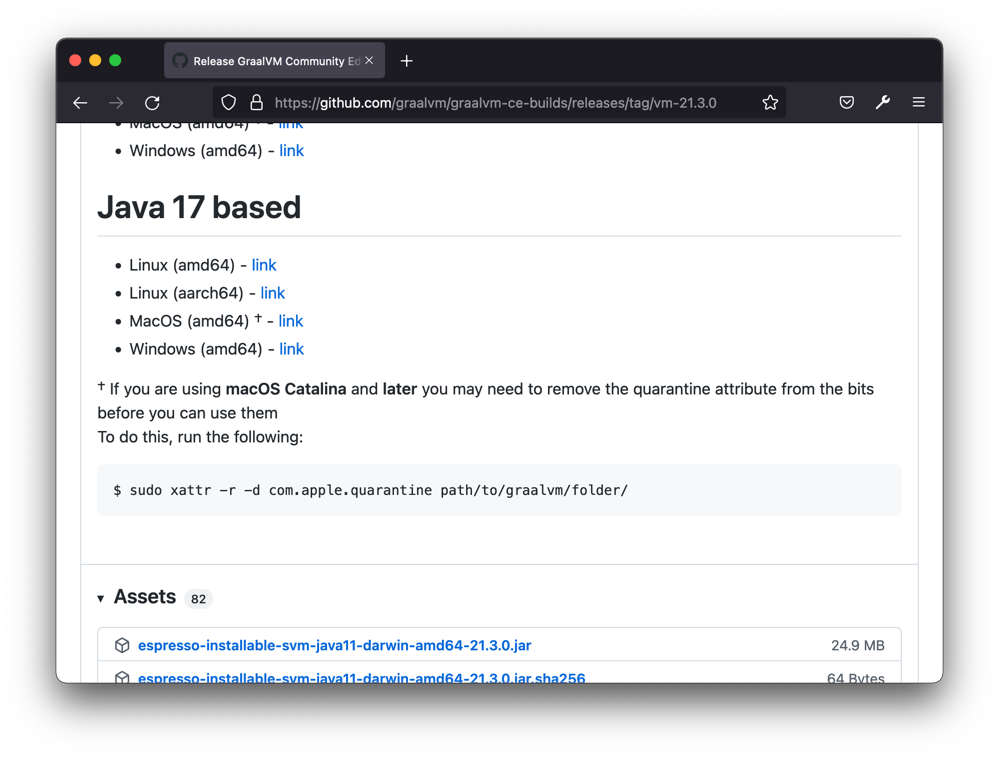 Release GraalVM Community Ed
https://github.com/graalvm/graalvm-ce-builds/releases/tag/vm-21.3.0
MacOS (amd64) † - link
• Windows (amd64) - link
Java 17 based
• Linux (amd64) - link
• Linux (aarch64) - link
• MacOS (amd64) † - link
• Windows (amd64) - link
† If you are using macOS Catalina and later you may need to remove the quarantine attribute from the bits
before you can use them
To do this, run the following:
$ sudo xattr -r -d com.apple.quarantine path/to/graalvm/folder/
Assets 82
espresso-installable-svm-java11-darwin-amd64-21.3.0.jar 24.9 MB
espresso-installable-svm-java11-darwin-amd64-21.3.0.jar.sha256 64 Bytes